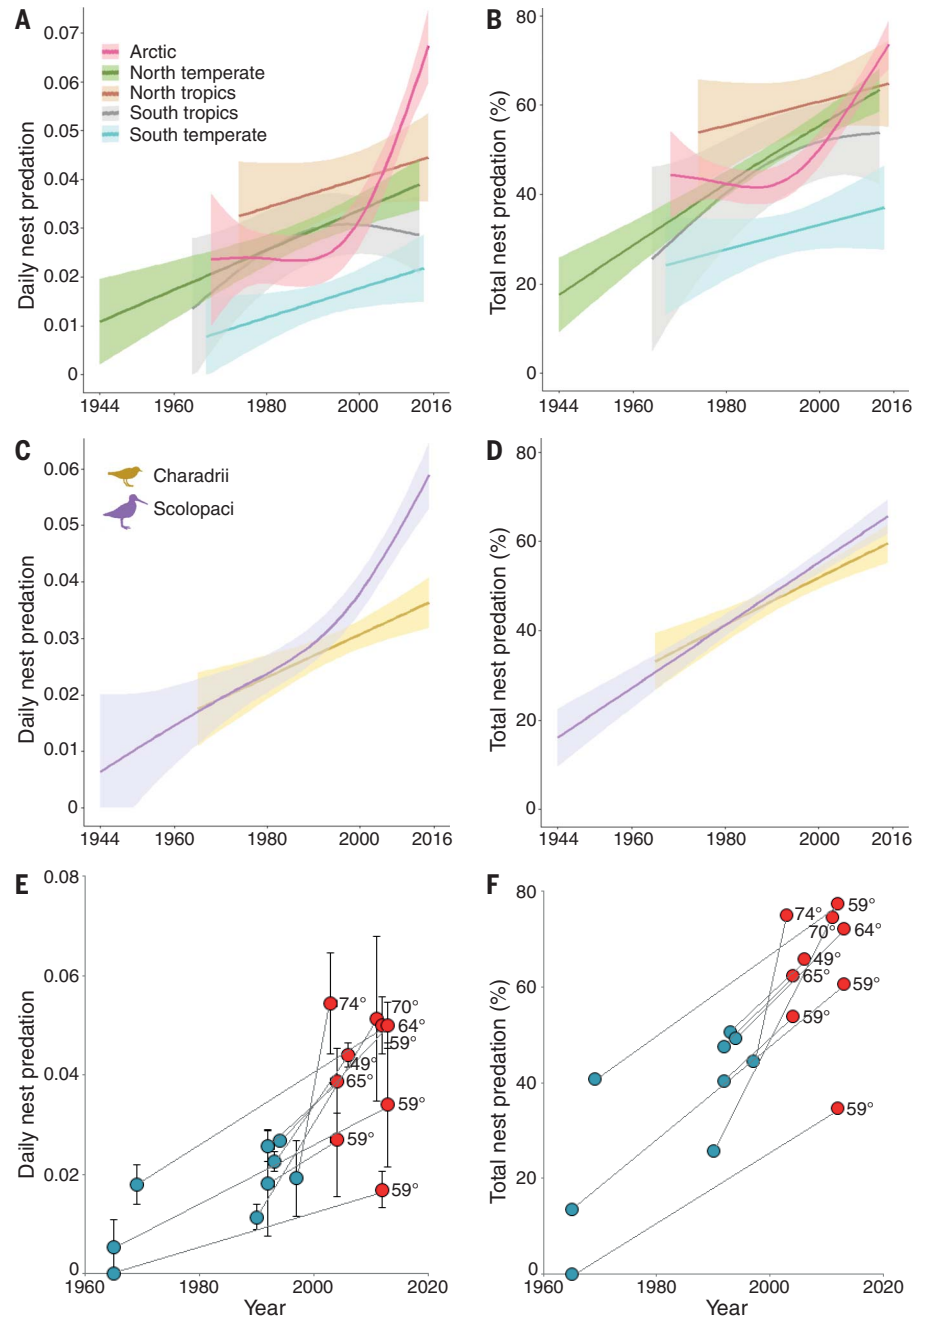 A
0.07
0.06
0.05
0.04
0.03
0.02
0.01
0
Daily nest predation
Arctic
North temperate
North tropics
South tropics
South temperate
1944 1960 1980 2000 2016
B
80
60
40
20
0
Total nest predation (%)
1944 1960 1980 2000 2016
C
0.06
0.05
0.04
0.03
0.02
0.01
0
Daily nest predation
Charadrii
Scolopaci
1944 1960 1980 2000 2016
D
80
60
40
20
0
Total nest predation (%)
1944 1960 1980 2000 2016
E
0.08
0.06
0.04
0.02
0
Daily nest predation
74°
70°
64°
59°
49°
65°
59°
59°
59°
1960 1980 2000 2020
Year
F
80
60
40
20
0
Total nest predation (%)
59°
74°
70°
64°
49°
65°
59°
59°
59°
1960 1980 2000 2020
Year